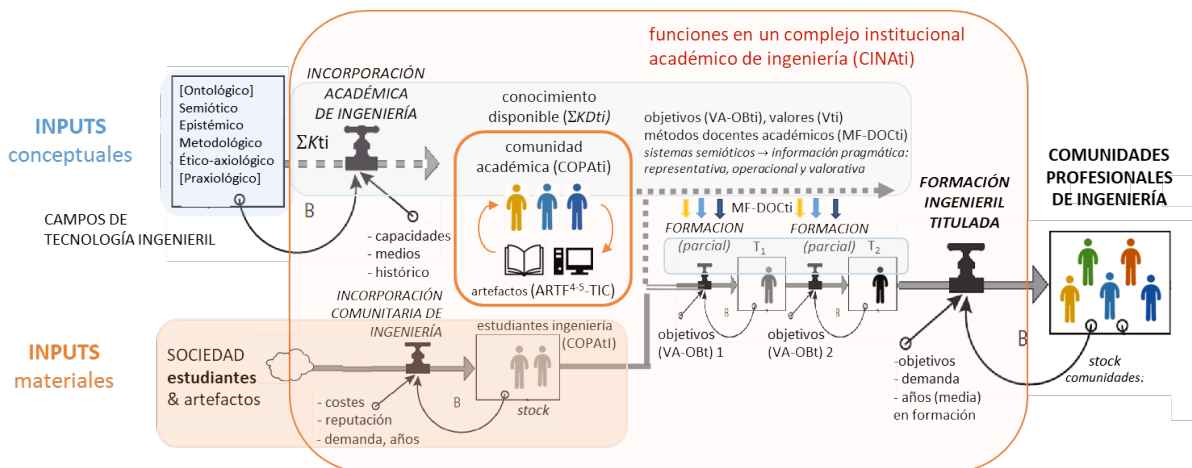 funciones en un complejo institucional
académico de ingeniería (CINAti)
INPUTS
conceptuales
[Ontológico]
Semiótico
Epistémico
Metodológico
Ético-axiológico
[Praxiológico]
CAMPOS DE
TECNOLOGÍA INGENIERIL
ΣKti
INCORPORACIÓN
ACADÉMICA
DE INGENIERÍA
B
- capacidades
- medios
- histórico
conocimiento
disponible (ΣKDti)
comunidad
académica (COPAti)
artefactos (ARTF4-5-TIC)
objetivos (VA-OBti), valores (Vti)
métodos docentes académicos (MF-DOCti)
sistemas semióticos → información pragmática:
representativa, operacional y valorativa
MF-DOCti
FORMACION
(parcial)
T1
B
objetivos
(VA-OBt) 1
FORMACION
(parcial)
T2
B
objetivos
(VA-OBt) 2
FORMACIÓN
INGENIERIL
TITULADA
B
-objetivos
- demanda
- años (media)
en formación
COMUNIDADES
PROFESIONALES
DE INGENIERÍA
stock
comunidades:
INPUTS
materiales
SOCIEDAD
estudiantes
& artefactos
INCORPORACIÓN
COMUNITARIA DE
INGENIERÍA
B
- costes
- reputación
- demanda, años
estudiantes ingeniería
(COPAtI)
stock